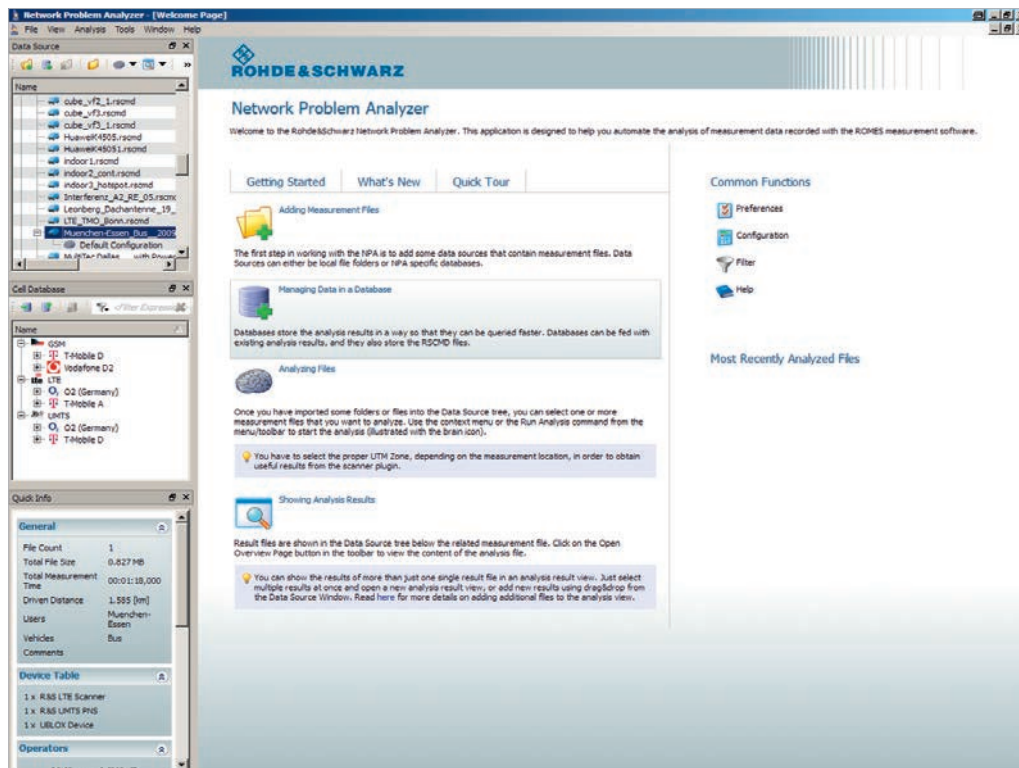 Network Problem Analyzer - [Welcome Page]
File View Analysis Tools Window Help
Data Source
Name
cube_vf2_1.rscmd
cube_vf3.rscmd
cube_vf3_1.rscmd
HuaweiK4505.rscmd
HuaweiK45051.rscmd
indoor1.rscmd
indoor2_cont.rscmd
indoor3_hotspot.rscmd
Interferenz_A2_RE_05.rscmd
Leonberg_Dachantenne_19_
LTE_TMO_Bonn.rscmd
Muenchen-Essen_Bus__2009
Default Configuration
Cell Database
<Filter Expression
Name
GSM
T-Mobile D
Vodafone D2
LTE
O2 (Germany)
T-Mobile A
UMTS
O2 (Germany)
T-Mobile D
Quick Info
General
File Count 1
Total File Size 0.827 MB
Total Measurement Time 00:01:18,000
Driven Distance 1.585 [km]
Users Muenchen-
Essen
Vehicles Bus
Comments
Device Table
1 x R&S LTE Scanner
1 x R&S UMTS PNS
1 x UBLOX Device
Operators
ROHDE&SCHWARZ
Network Problem Analyzer
Welcome to the Rohde&Schwarz Network Problem Analyzer. This application is designed to help you automate the analysis of measurement data recorded with the ROMES measurement software.
Getting Started What's New Quick Tour
Adding Measurement Files
The first step in working with the NPA is to add some data sources that contain measurement files. Data
Sources can either be local file folders or NPA specific databases.
Managing Data in a Database
Databases store the analysis results in a way so that they can be queried faster. Databases can be fed with
existing analysis results, and they also store the RSCMD files.
Analyzing Files
Once you have imported some folders or files into the Data Source tree, you can select one or more
measurement files that you want to analyze. Use the context menu or the Run Analysis command from the
menu/toolbar to start the analysis (illustrated with the brain icon).
You have to select the proper UTM Zone, depending on the measurement location, in order to obtain
useful results from the scanner plugin.
Showing Analysis Results
Result files are shown in the Data Source tree below the related measurement file. Click on the Open
Overview Page button in the toolbar to view the content of the analysis file.
You can show the results of more than just one single result file in an analysis result view. Just select
multiple results at once and open a new analysis result view, or add new results using drag&drop from
the Data Source Window. Read here for more details on adding additional files to the analysis view.
Common Functions
Preferences
Configuration
Filter
Help
Most Recently Analyzed Files